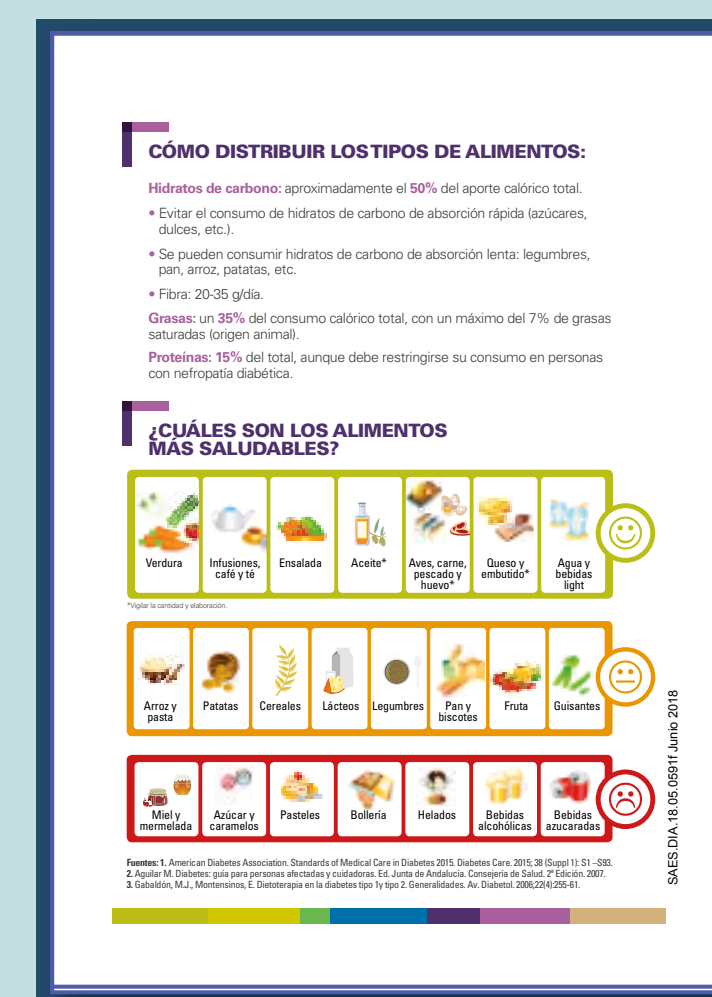 CÓMO DISTRIBUIR LOS TIPOS DE ALIMENTOS:
Hidratos de carbono: aproximadamente el 50% del aporte calórico total.
• Evitar el consumo de hidratos de carbono de absorción rápida (azúcares,
dulces, etc.).
• Se pueden consumir hidratos de carbono de absorción lenta: legumbres,
pan, arroz, patatas, etc.
• Fibra: 20-35 g/día.
Grasas: un 35% del consumo calórico total, con un máximo del 7% de grasas
saturadas (origen animal).
Proteínas: 15% del total, aunque debe restringirse su consumo en personas
con nefropatía diabética.
¿CUÁLES SON LOS ALIMENTOS
MÁS SALUDABLES?
Verdura
Infusiones,
café y té
Ensalada
Aceite*
Aves, carne,
pescado y
huevo*
Queso y
embutido*
Agua y
bebidas
light
*Vigilar la cantidad y elaboración.
Arroz y
pasta
Patatas
Cereales
Lácteos
Legumbres
Pan y
biscotes
Fruta
Guisantes
Miel y
mermelada
Azúcar y
caramelos
Pasteles
Bollería
Helados
Bebidas
alcohólicas
Bebidas
azucaradas
Fuentes: 1. American Diabetes Association. Standards of Medical Care in Diabetes 2015. Diabetes Care. 2015; 38 (Suppl 1): S1 –S93.
2. Aguilar M. Diabetes: guía para personas afectadas y cuidadoras. Ed. Junta de Andalucía. Consejería de Salud. 2ª Edición. 2007.
3. Gabaldón, M.J., Montensinos, E. Dietoterapia en la diabetes tipo 1y tipo 2. Generalidades. Av. Diabetol. 2006;22(4):255-61.
SAES.DIA.18.05.0591f Junio 2018